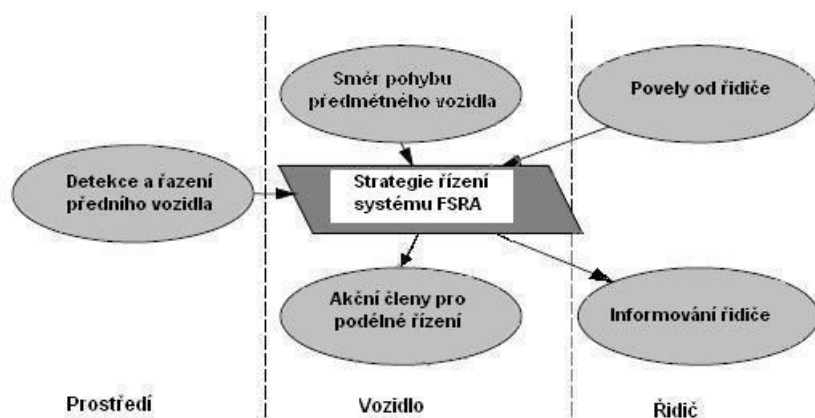 Směr pohybu
předmětného vozidla
Povely od řidiče
Detekce a řazení
předního vozidla
Strategie řízení
systému FSRA
Akční členy pro
podélné řízení
Informování řidiče
Prostředí
Vozidlo
Řidič